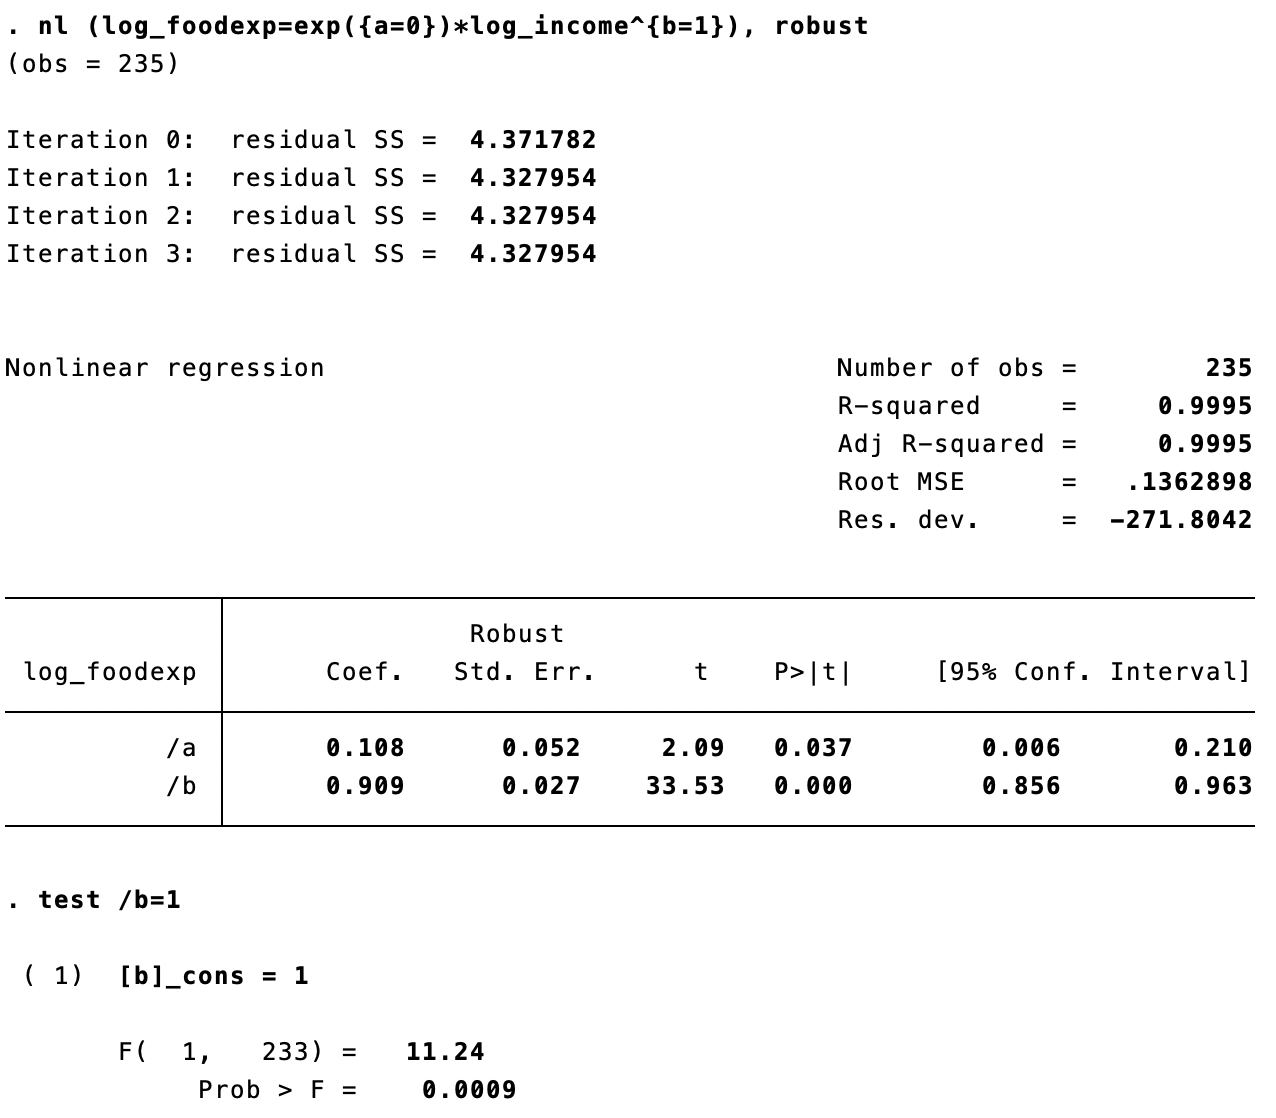 . nl (log_foodexp=exp({a=0})*log_income^{b=1}), robust
(obs = 235)
Iteration 0:  residual SS =  4.371782
Iteration 1:  residual SS =  4.327954
Iteration 2:  residual SS =  4.327954
Iteration 3:  residual SS =  4.327954
Nonlinear regression Number of obs = 235
R-squared = 0.9995
Adj R-squared = 0.9995
Root MSE = .1362898
Res. dev. = -271.8042
Robust
log_foodexp Coef. Std. Err. t P>|t| [95% Conf. Interval]
/a 0.108 0.052 2.09 0.037 0.006 0.210
/b 0.909 0.027 33.53 0.000 0.856 0.963
. test /b=1
( 1)  [b]_cons = 1
F(  1,   233) =   11.24
Prob > F =    0.0009